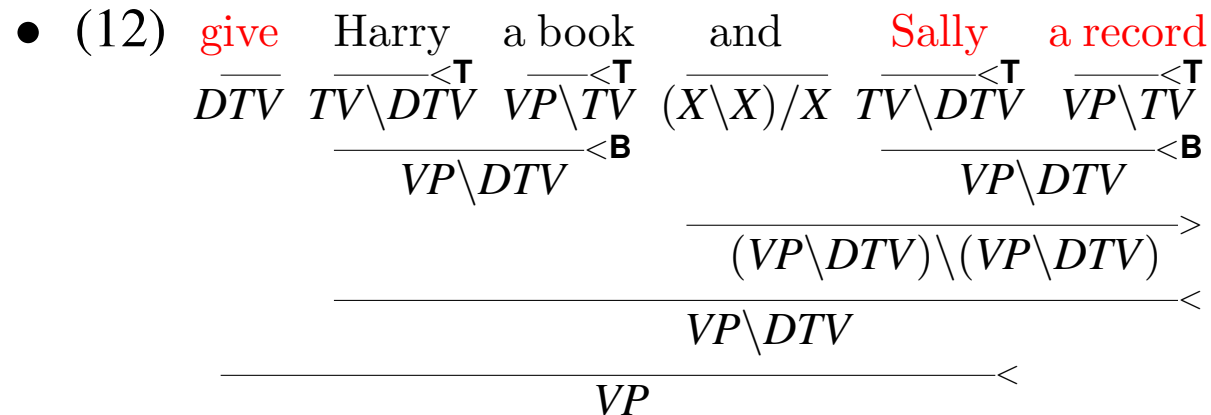 • (12) give Harry a book and Sally a record
<T <T <T <T
DTV TV\DTV VP\TV (X\X)/X TV\DTV VP\TV
<B <B
VP\DTV VP\DTV
>
(VP\DTV)\(VP\DTV)
<
VP\DTV
<
VP